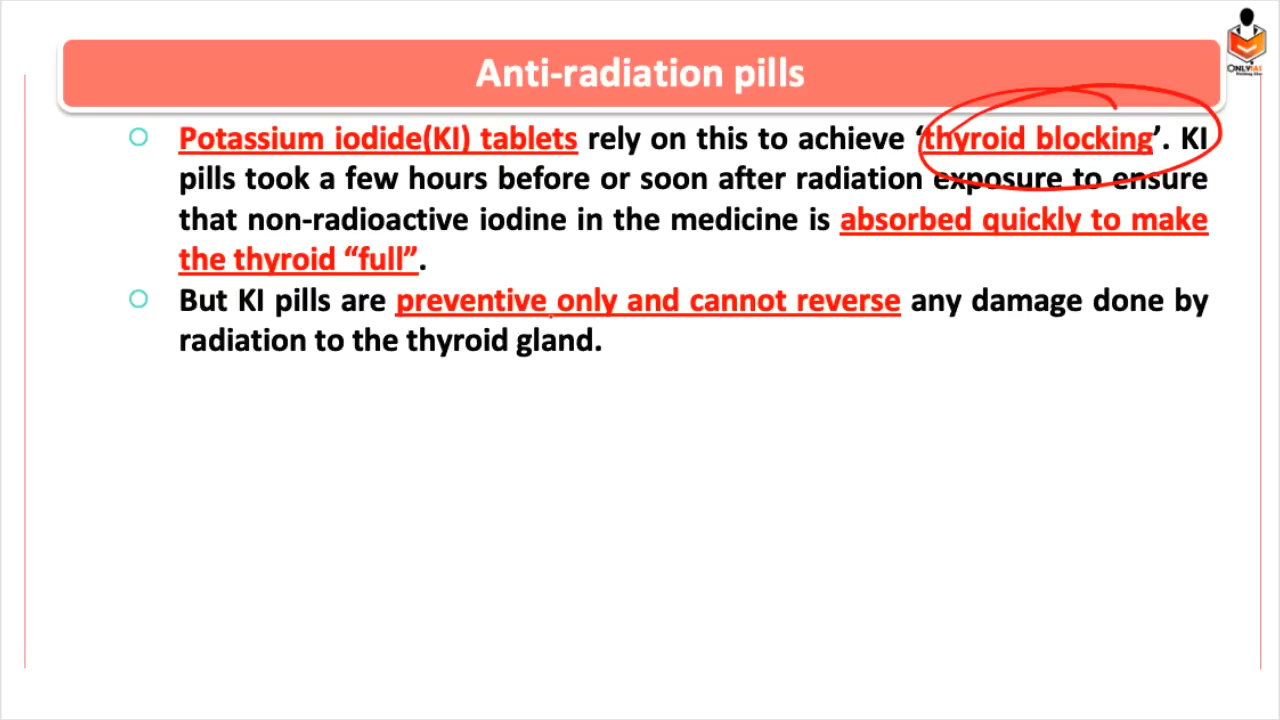 Anti-radiation pills
ONLYIAS
Potassium iodide(KI) tablets rely on this to achieve ‘thyroid blocking’. KI
pills took a few hours before or soon after radiation exposure to ensure
that non-radioactive iodine in the medicine is absorbed quickly to make
the thyroid “full”.
But KI pills are preventive only and cannot reverse any damage done by
radiation to the thyroid gland.